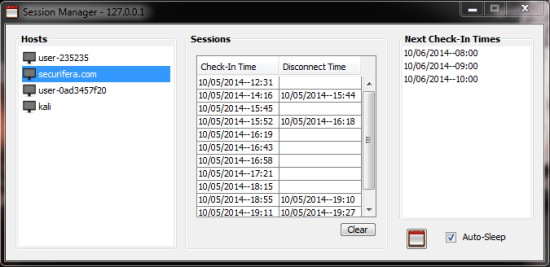 Session Manager - 127.0.0.1
Hosts
user-235235
securifera.com
user-0ad3457f20
kali
Sessions
Check-In Time Disconnect Time
10/05/2014--12:31
10/05/2014--14:16 10/05/2014--15:44
10/05/2014--15:45
10/05/2014--15:52 10/05/2014--16:18
10/05/2014--16:19
10/05/2014--16:43
10/05/2014--16:58
10/05/2014--17:21
10/05/2014--18:15
10/05/2014--18:55 10/05/2014--19:10
10/05/2014--19:11 10/05/2014--19:27
Clear
Next Check-In Times
10/06/2014--08:00
10/06/2014--09:00
10/06/2014--10:00
Auto-Sleep